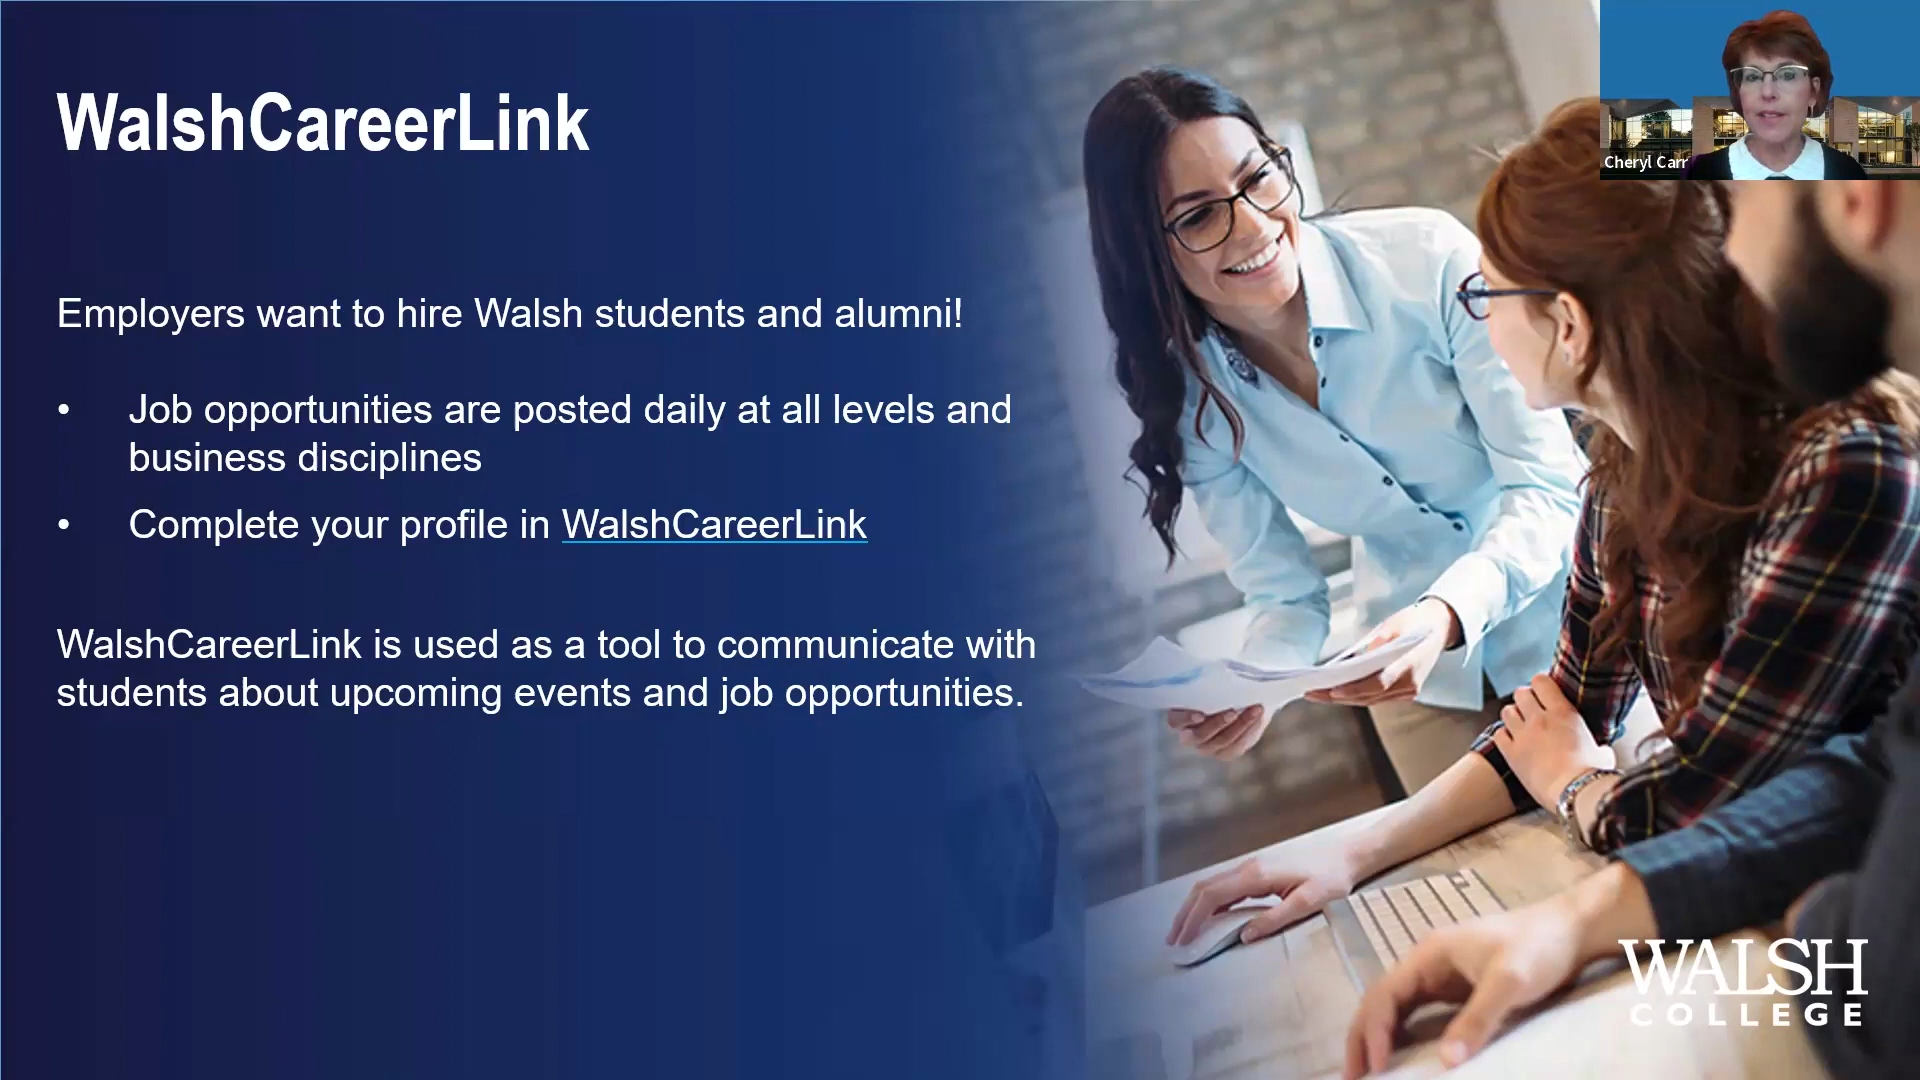 WalshCareerLink
Cheryl Carr
Employers want to hire Walsh students and alumni!
• Job opportunities are posted daily at all levels and
business disciplines
• Complete your profile in WalshCareerLink
WalshCareerLink is used as a tool to communicate with
students about upcoming events and job opportunities.
WALSH
COLLEGE